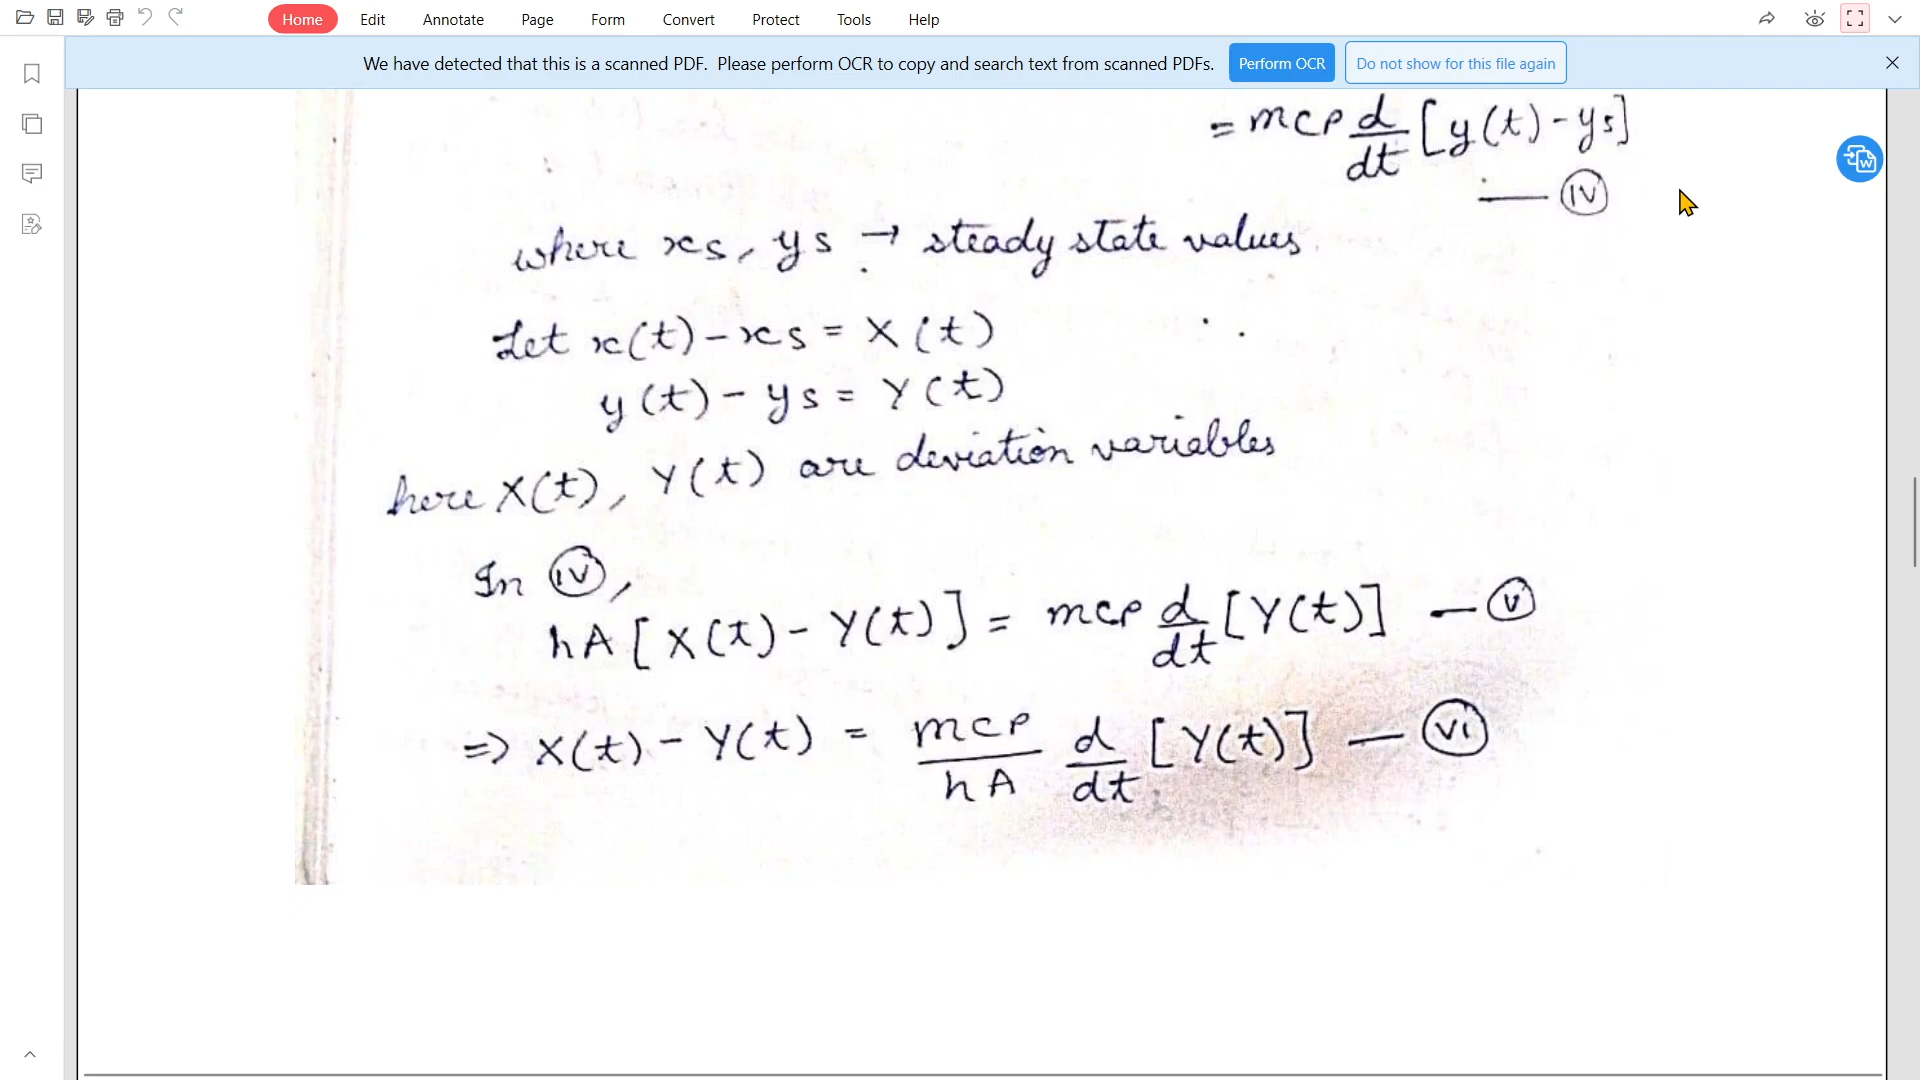 Home Edit Annotate Page Form Convert Protect Tools Help
We have detected that this is a scanned PDF. Please perform OCR to copy and search text from scanned PDFs. Perform OCR Do not show for this file again
= mcp d/dt [y(t) - ys]
— (IV)
where xs, ys → steady state values
Let x(t) - xs = X(t)
y(t) - ys = Y(t)
here X(t), Y(t) are deviation variables
In (IV),
hA [X(t) - Y(t)] = mcp d/dt [Y(t)] — (V)
=> X(t) - Y(t) = mcp/hA d/dt [Y(t)] — (VI)